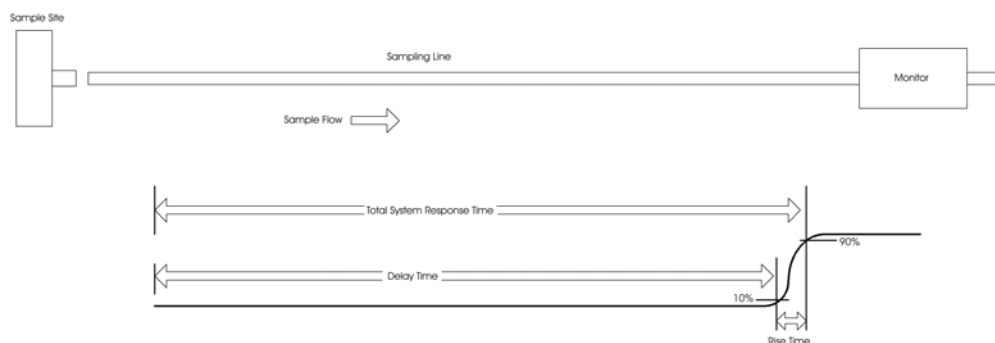 Sample Site
Sampling Line
Monitor
Sample Flow
Total System Response Time
90%
Delay Time
10%
Rise Time